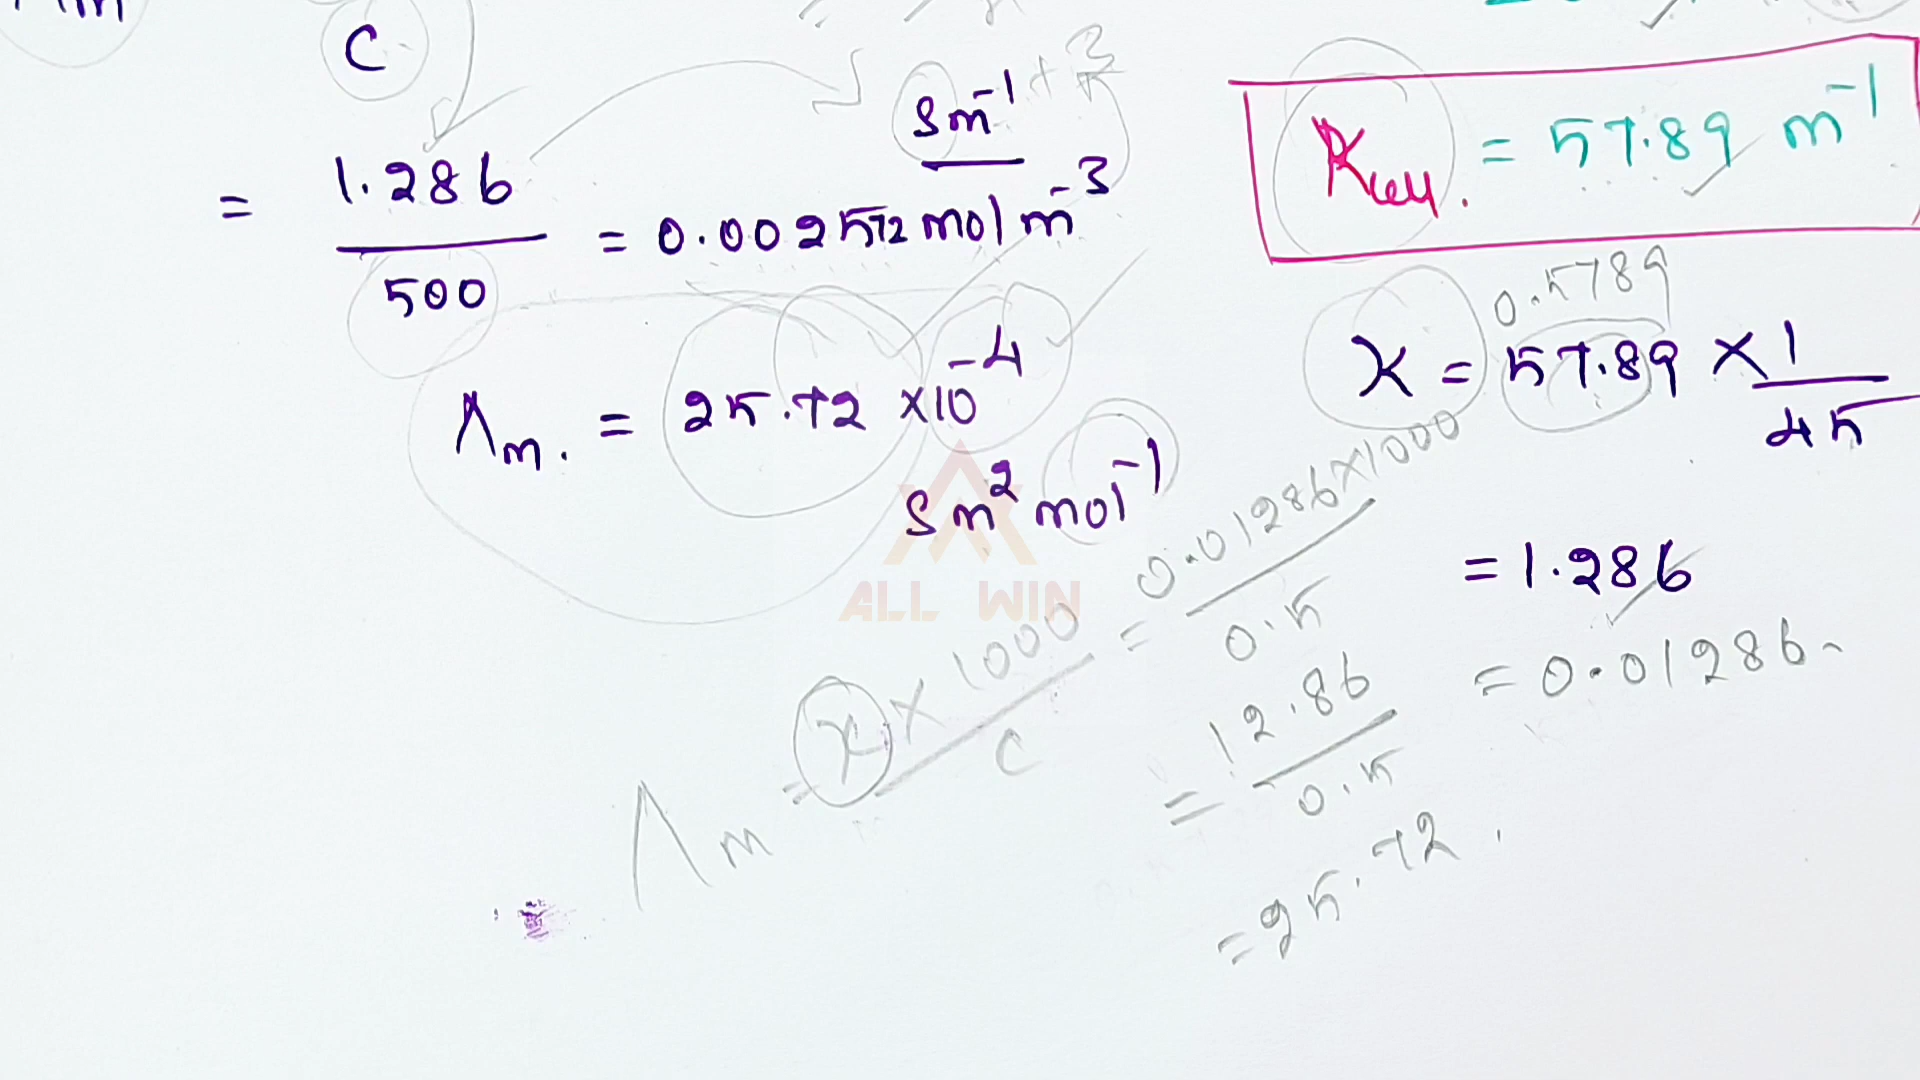 C
= 1.286 / 500 = 0.002572 mol m⁻³
Sm⁻¹
Λm. = 25.72 ×10⁻⁴
Sm² mol⁻¹
Kcell. = 57.89 m⁻¹
0.5789
κ = 57.89 × 1 / 45
= 1.286
= 0.01286
Λm = κ × 1000 / C = 0.01286×1000 / 0.5
= 12.86 / 0.5
= 25.72
ALL WIN